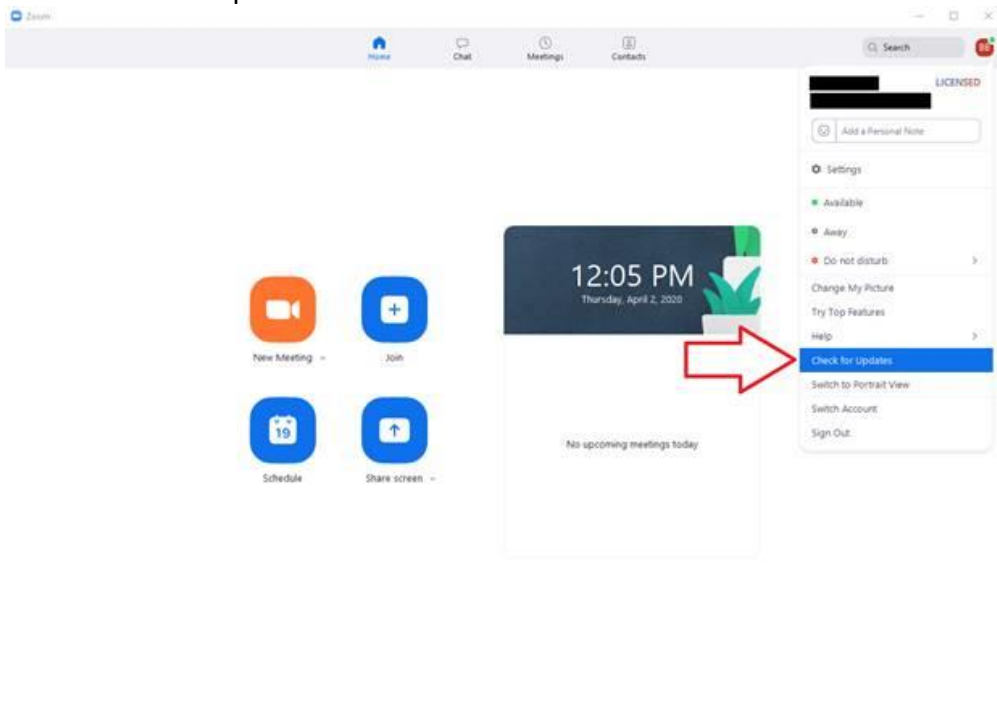 Zoom
Home
Chat
Meetings
Contacts
Search
LICENSED
Add a Personal Note
Settings
Available
Away
Do not disturb
Change My Picture
Try Top Features
Help
Check for Updates
Switch to Portrait View
Switch Account
Sign Out
12:05 PM
Thursday, April 2, 2020
No upcoming meetings today
New Meeting
Join
19
Schedule
Share screen